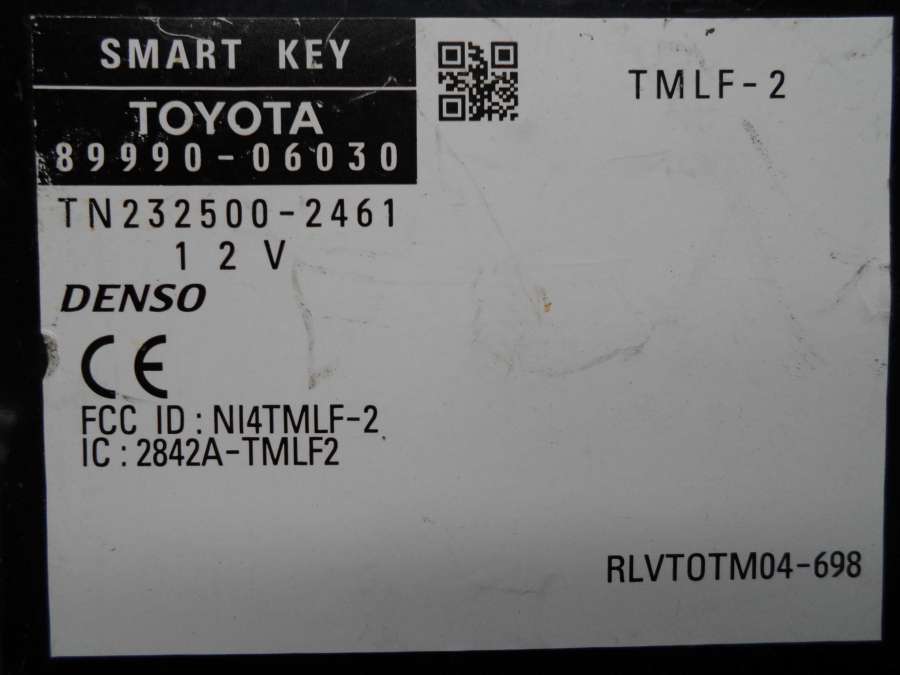 SMART KEY
TOYOTA
89990-06030
TMLF-2
TN232500-2461
12V
DENSO
CE
FCC ID : NI4TMLF-2
IC : 2842A-TMLF2
RLVTOTM04-698